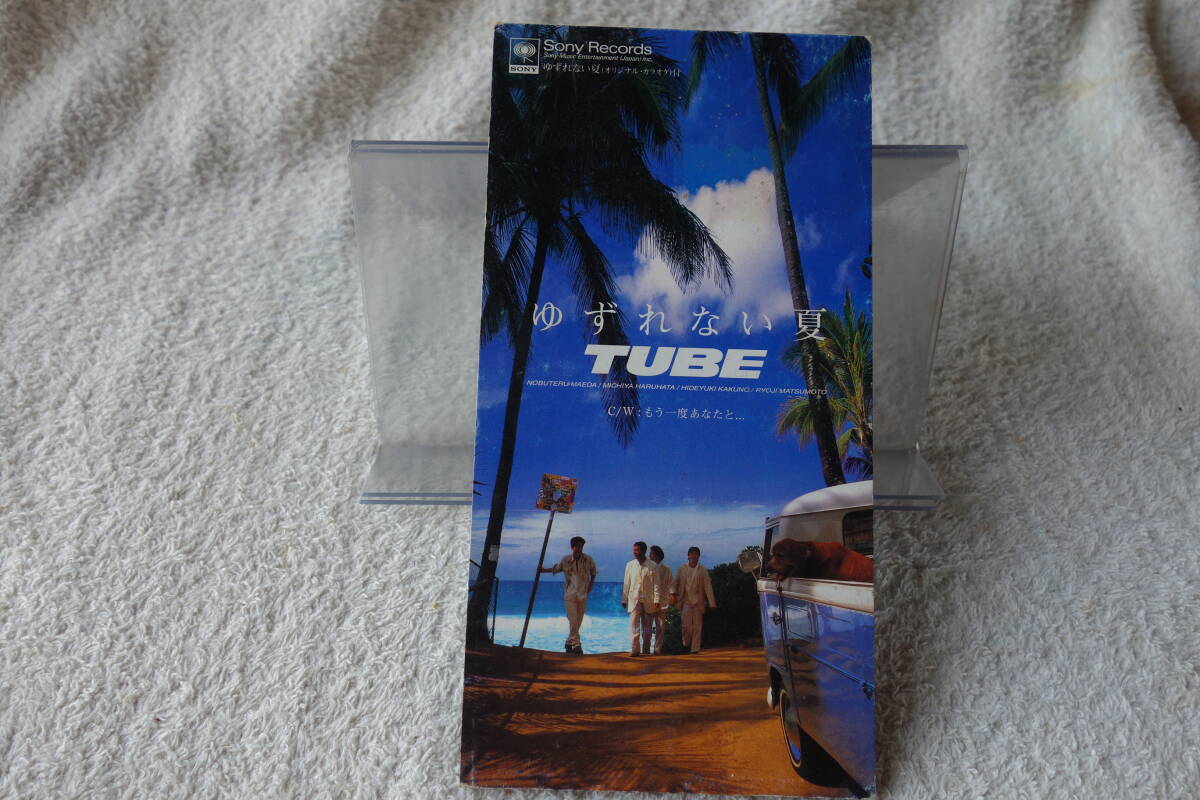 SONY
Sony Records
Sony Music Entertainment (Japan) Inc.
ゆずれない夏(オリジナル・カラオケ)付
ゆずれない夏
TUBE
NOBUTERU MAEDA / MICHIYA HARUHATA / HIDEYUKI KAKUNO / RYOJI MATSUMOTO
C/W : もう一度あなたと...